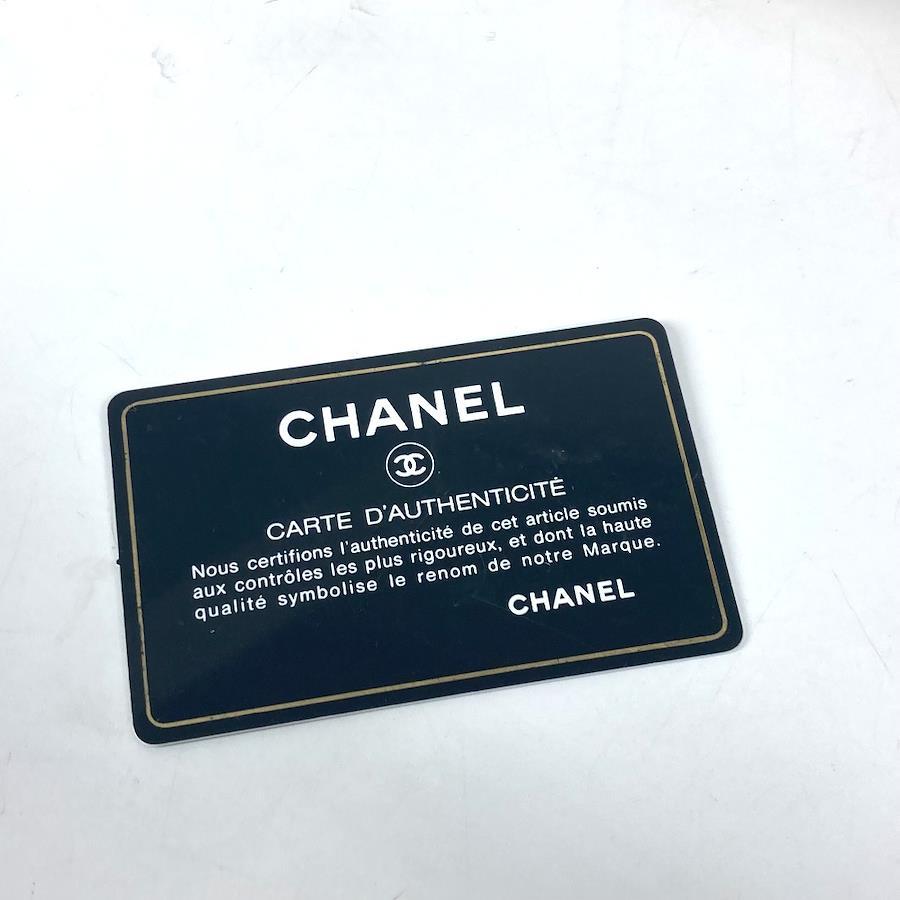 CHANEL
CARTE D'AUTHENTICITÉ
Nous certifions l'authenticité de cet article soumis
aux contrôles les plus rigoureux, et dont la haute
qualité symbolise le renom de notre Marque.
CHANEL